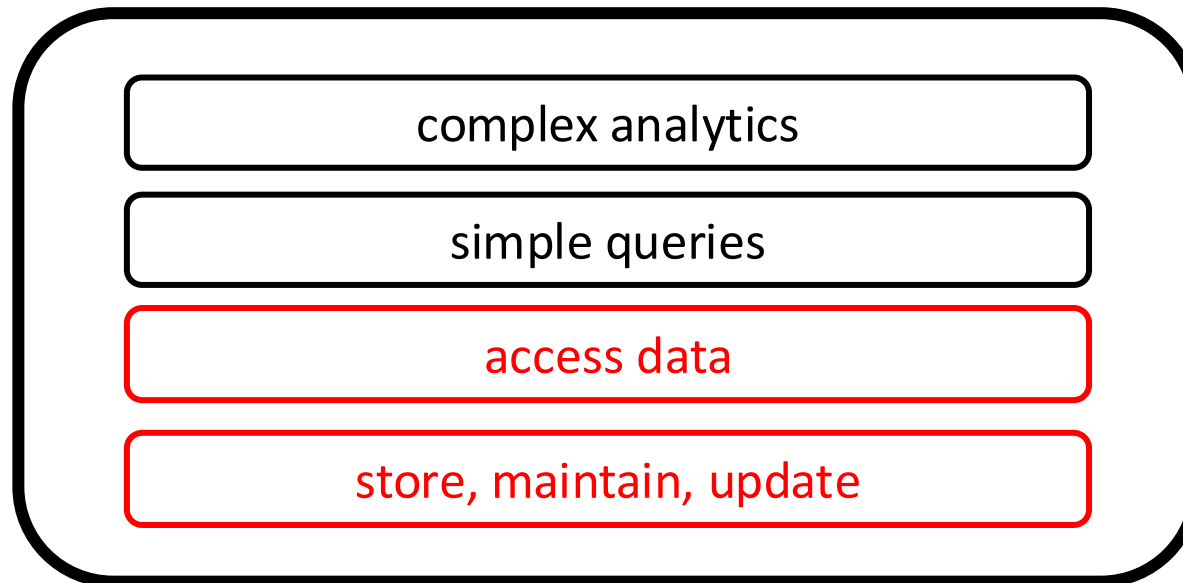 complex analytics
simple queries
access data
store, maintain, update